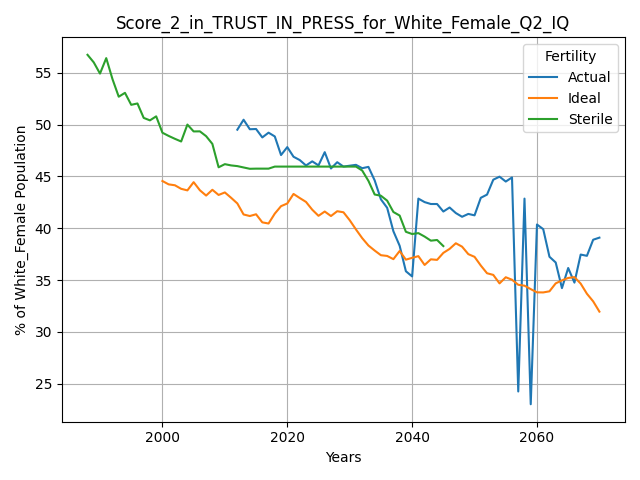 Score_2_in_TRUST_IN_PRESS_for_White_Female_Q2_IQ
Fertility
Actual
Ideal
Sterile
% of White_Female Population
55
50
45
40
35
30
25
2000
2020
2040
2060
Years